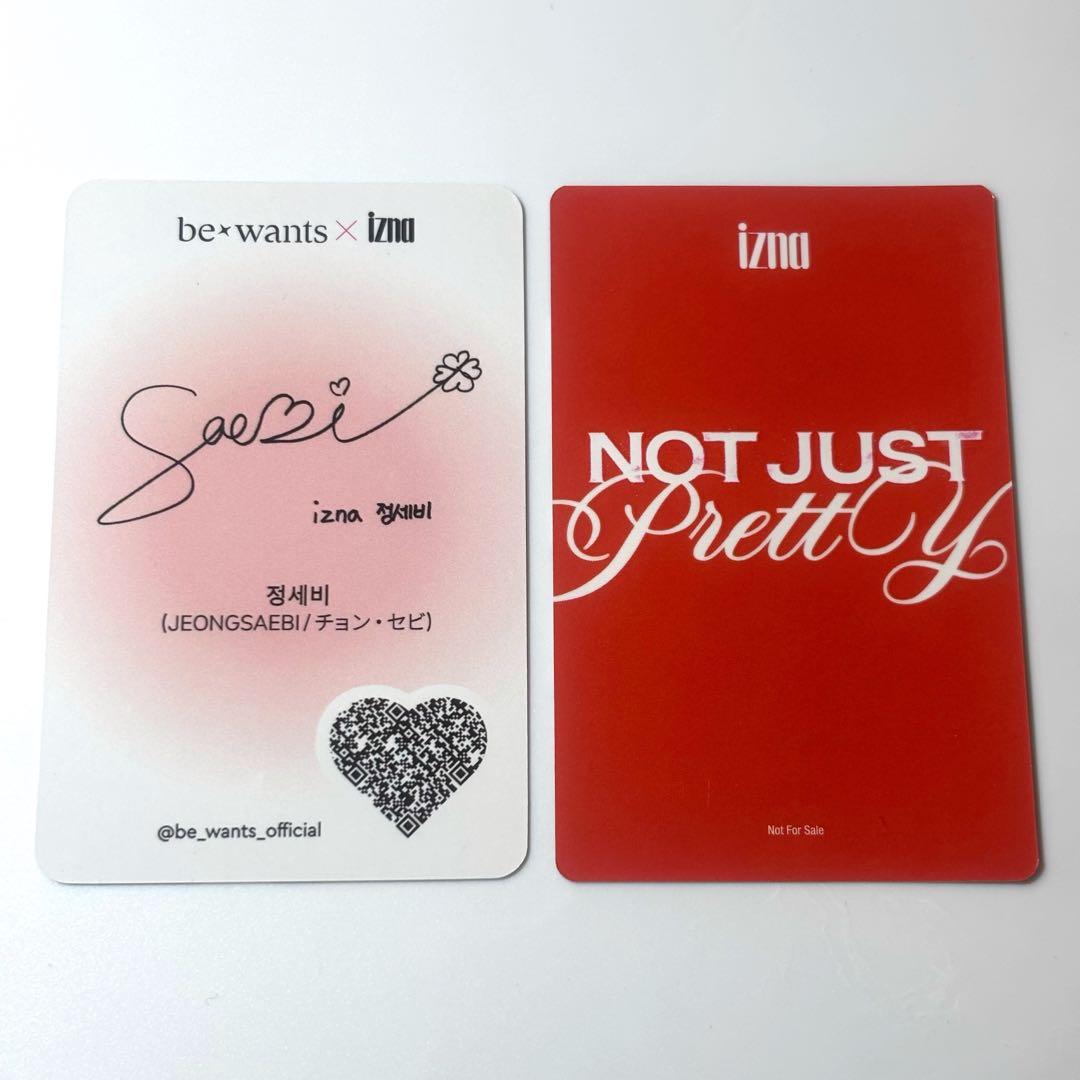 be wants × izna
SaeBi
izna 정세비
정세비
(JEONGSAEBI / チョン・セビ)
@be_wants_official
izna
NOT JUST
Pretty
Not For Sale